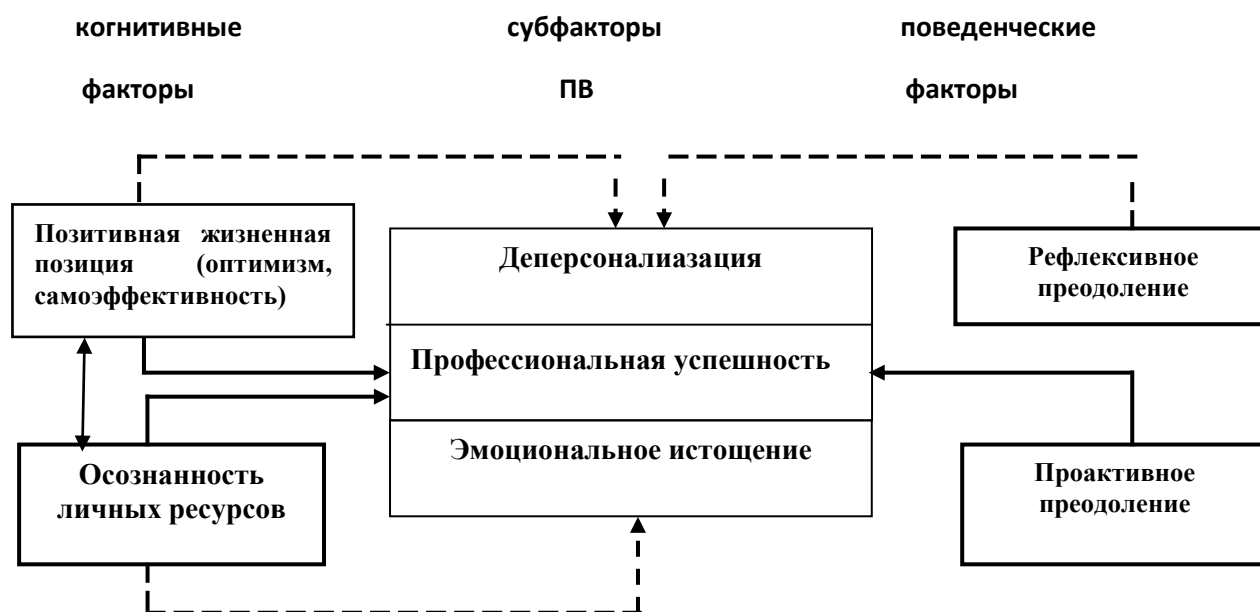 когнитивные
факторы
субфакторы
ПВ
поведенческие
факторы
Позитивная жизненная
позиция (оптимизм,
самоэффективность)
Деперсоналиазация
Рефлексивное
преодоление
Профессиональная успешность
Осознанность
личных ресурсов
Эмоциональное истощение
Проактивное
преодоление